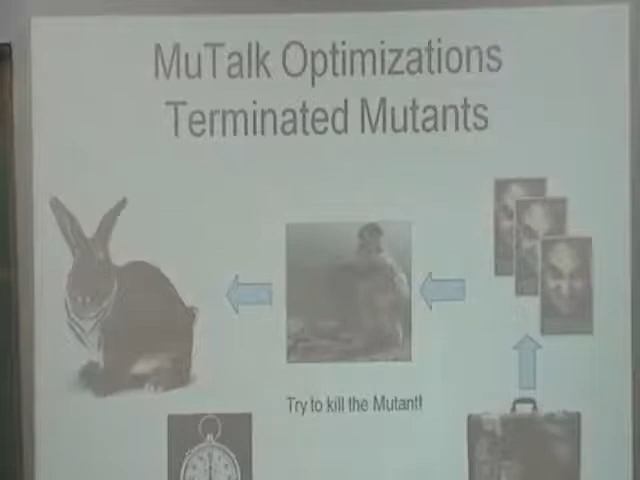 MuTalk Optimizations
Terminated Mutants
Try to kill the Mutant!